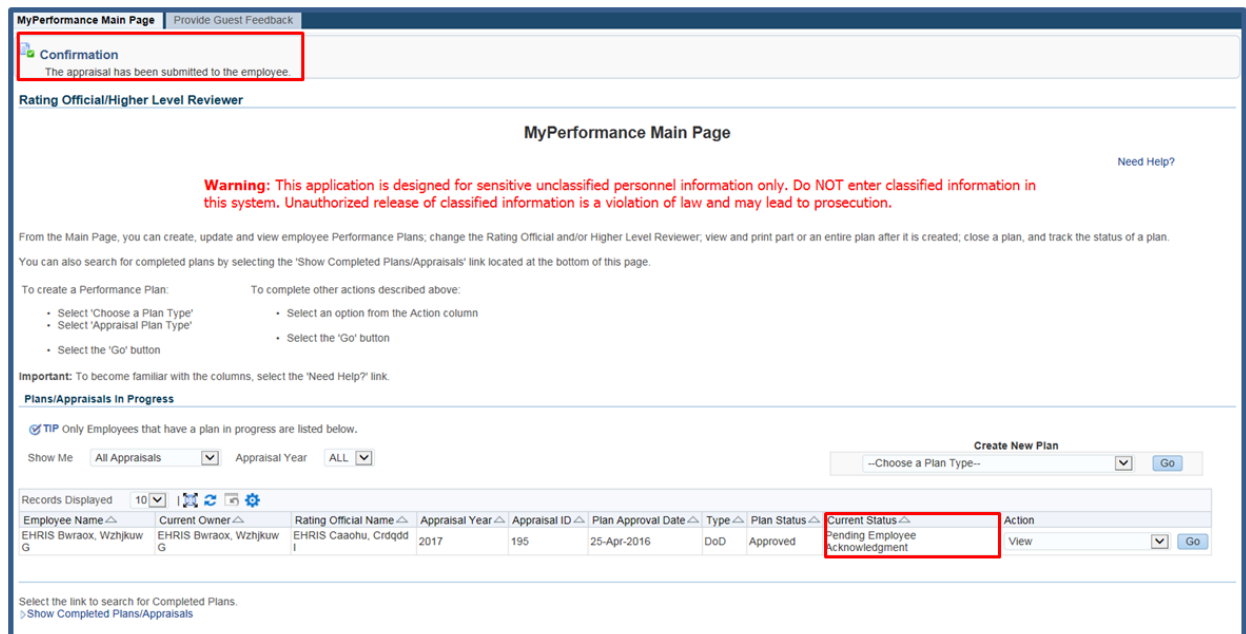 MyPerformance Main Page Provide Guest Feedback
Confirmation
The appraisal has been submitted to the employee.
Rating Official/Higher Level Reviewer
MyPerformance Main Page
Need Help?
Warning: This application is designed for sensitive unclassified personnel information only. Do NOT enter classified information in
this system. Unauthorized release of classified information is a violation of law and may lead to prosecution.
From the Main Page, you can create, update and view employee Performance Plans; change the Rating Official and/or Higher Level Reviewer; view and print part or an entire plan after it is created; close a plan, and track the status of a plan.
You can also search for completed plans by selecting the 'Show Completed Plans/Appraisals' link located at the bottom of this page.
To create a Performance Plan: To complete other actions described above:
• Select 'Choose a Plan Type' • Select an option from the Action column
• Select 'Appraisal Plan Type'
• Select the 'Go' button
• Select the 'Go' button
Important: To become familiar with the columns, select the 'Need Help?' link.
Plans/Appraisals In Progress
TIP Only Employees that have a plan in progress are listed below.
Create New Plan
Show Me All Appraisals Appraisal Year ALL --Choose a Plan Type-- Go
Records Displayed 10
Employee Name Current Owner Rating Official Name Appraisal Year Appraisal ID Plan Approval Date Type Plan Status Current Status Action
EHRIS Bwraox, Wzhjkuw EHRIS Bwraox, Wzhjkuw EHRIS Caaohu, Crdqdd 2017 195 25-Apr-2016 DoD Approved Pending Employee View Go
G G I Acknowledgment
Select the link to search for Completed Plans.
Show Completed Plans/Appraisals